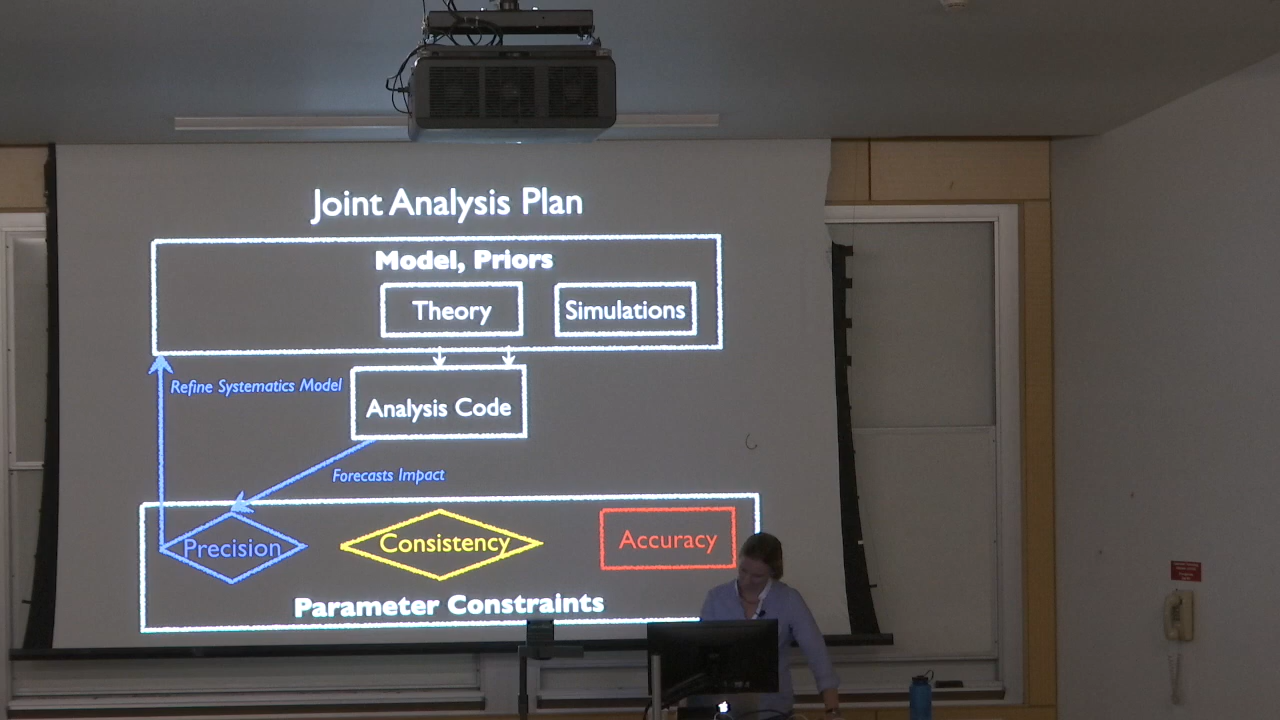 Joint Analysis Plan
Model, Priors
Theory
Simulations
Refine Systematics Model
Analysis Code
Forecasts Impact
Precision
Consistency
Accuracy
Parameter Constraints